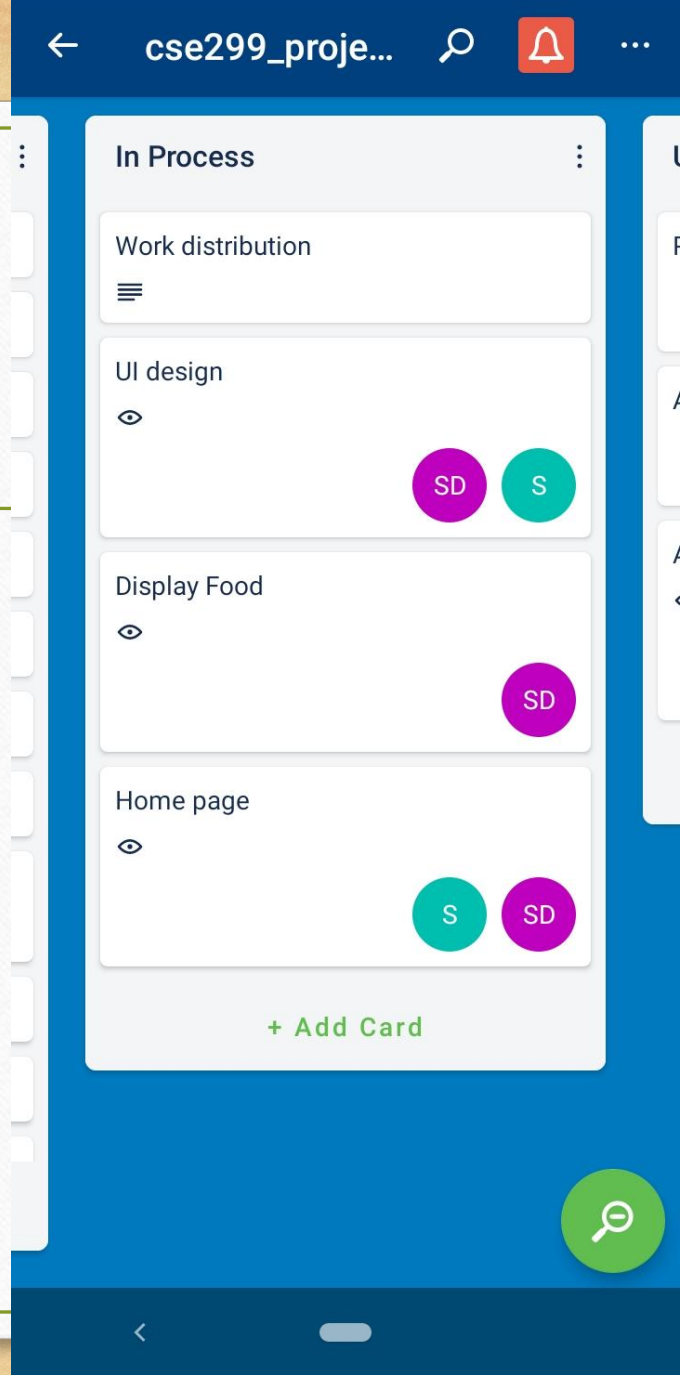 cse299_proje...
In Process
Work distribution
UI design
SD
S
Display Food
SD
Home page
S
SD
+ Add Card